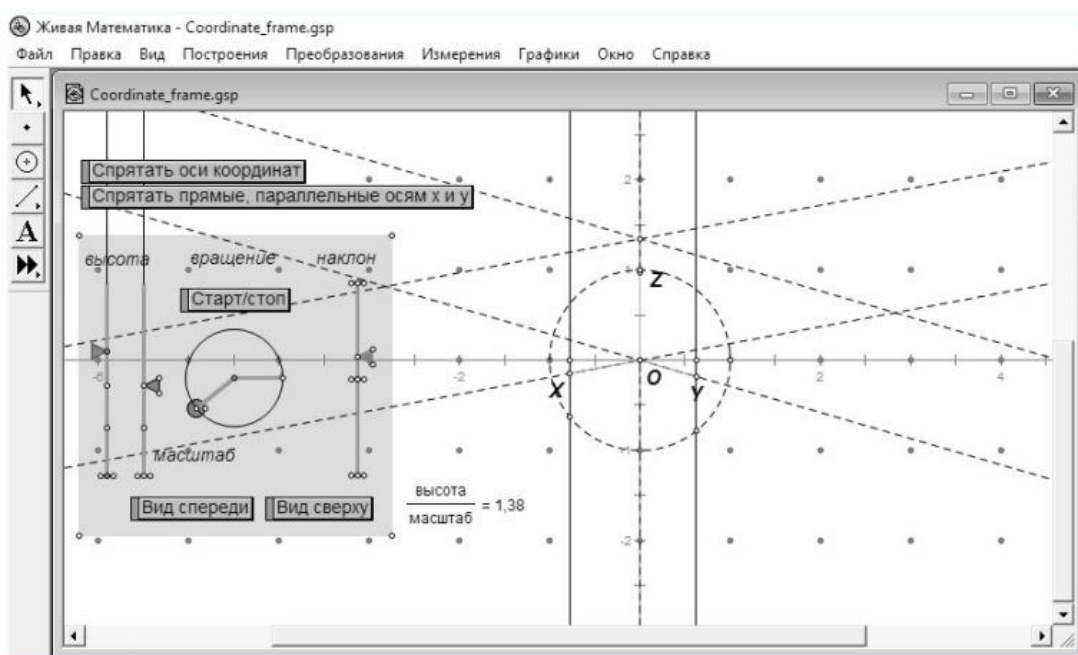 Живая Математика - Coordinate_frame.gsp
Файл Правка Вид Построения Преобразования Измерения Графики Окно Справка
Coordinate_frame.gsp
A
Спрятать оси координат
Спрятать прямые, параллельные осям x и y
высота вращение наклон
Старт/стоп
масштаб
Вид спереди Вид сверху
высота
масштаб = 1,38
2
1
Z
-6 -2 2 4
X O Y
-1
-2